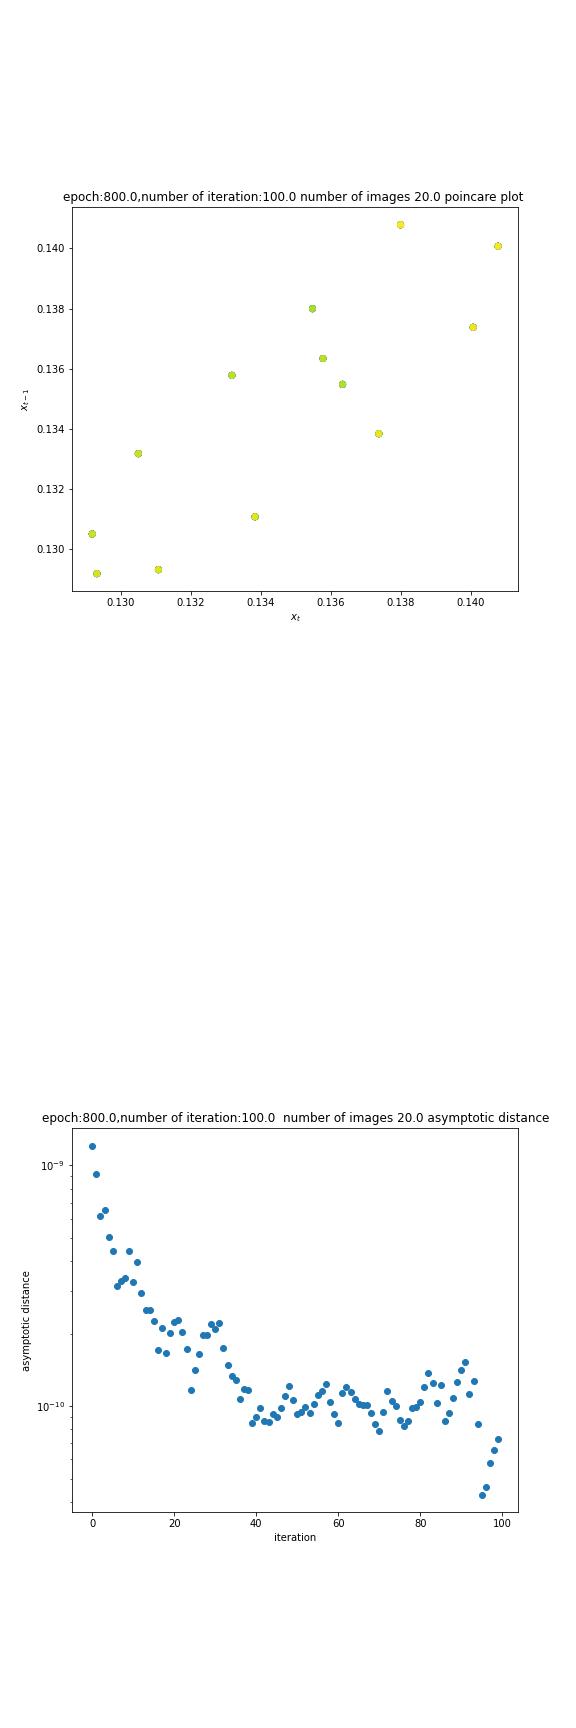 epoch:800.0,number of iteration:100.0 number of images 20.0 poincare plot
0.140
0.138
0.136
0.134
0.132
0.130
x_{t-1}
0.130 0.132 0.134 0.136 0.138 0.140
x_t
epoch:800.0,number of iteration:100.0  number of images 20.0 asymptotic distance
10^{-9}
10^{-10}
asymptotic distance
0 20 40 60 80 100
iteration